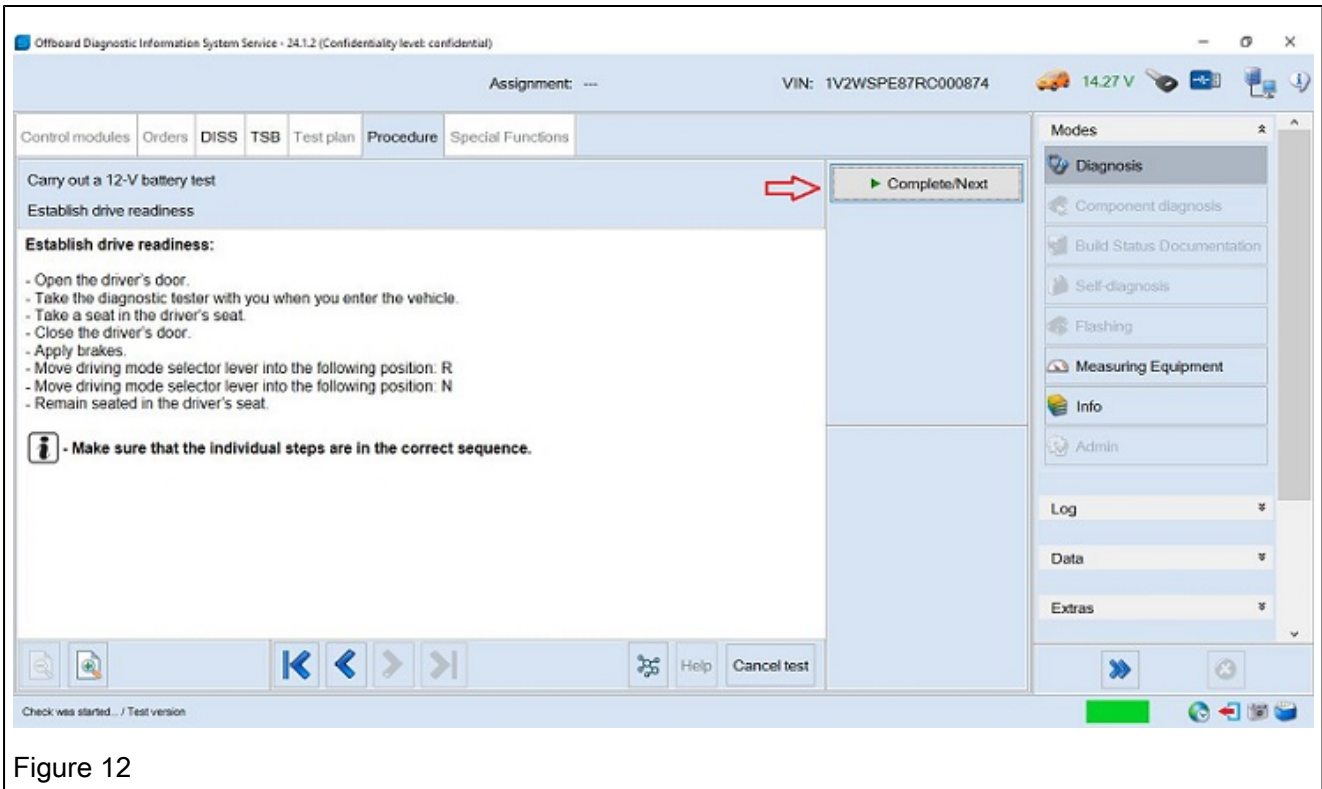 Offboard Diagnostic Information System Service - 24.1.2 (Confidentiality level: confidential)
Assignment: ---
VIN: 1V2WSPE87RC000874
14.27 V
Control modules
Orders
DISS
TSB
Test plan
Procedure
Special Functions
Carry out a 12-V battery test
Establish drive readiness
Complete/Next
Establish drive readiness:
- Open the driver's door.
- Take the diagnostic tester with you when you enter the vehicle.
- Take a seat in the driver's seat.
- Close the driver's door.
- Apply brakes.
- Move driving mode selector lever into the following position: R
- Move driving mode selector lever into the following position: N
- Remain seated in the driver's seat.
- Make sure that the individual steps are in the correct sequence.
Modes
Diagnosis
Component diagnosis
Build Status Documentation
Self-diagnosis
Flashing
Measuring Equipment
Info
Admin
Log
Data
Extras
Help
Cancel test
Check was started... / Test version
Figure 12